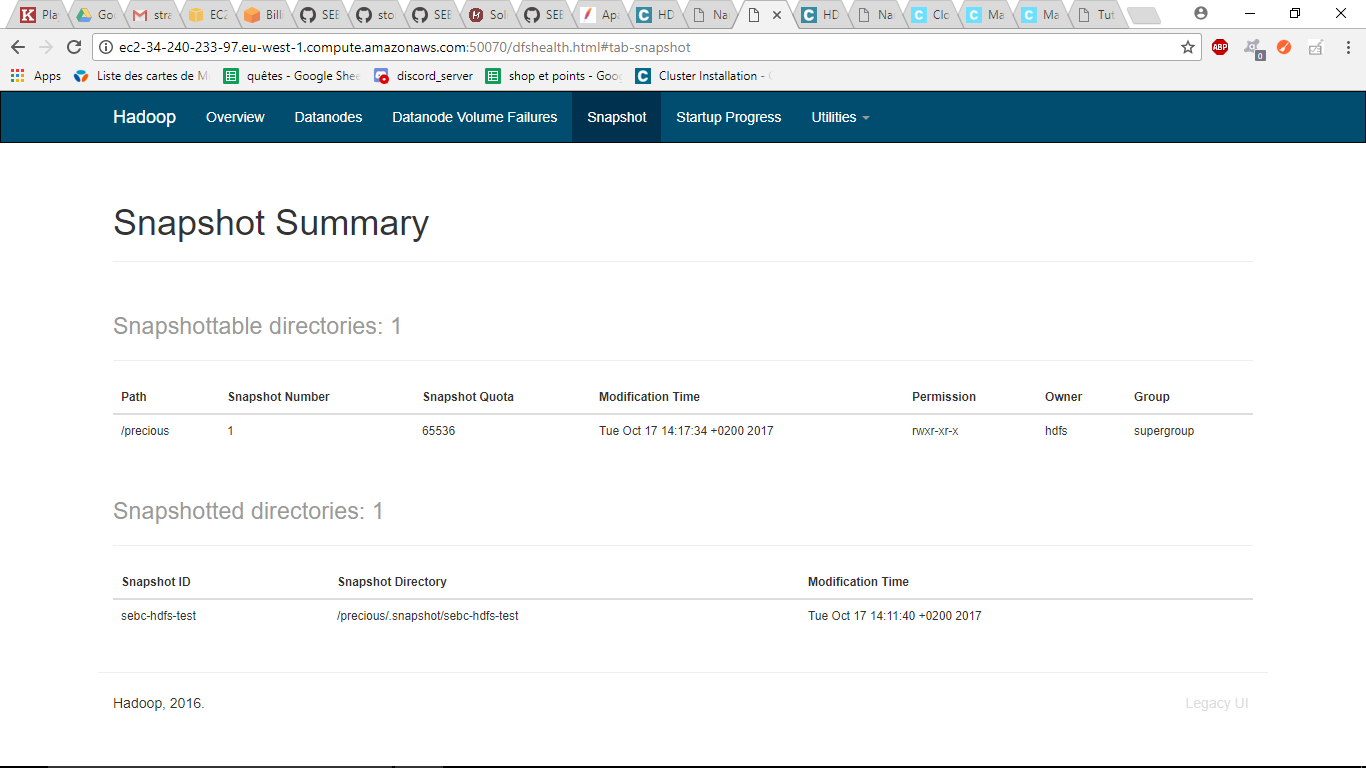 Pla Goo stra EC2 Billi SEE sto SEE Sol SEE Apa HD Na HD Na Clo Ma Ma Tut
ec2-34-240-233-97.eu-west-1.compute.amazonaws.com:50070/dfshealth.html#tab-snapshot
ABP 0
Apps Liste des cartes de M quêtes - Google Shee discord_server shop et points - Goo Cluster Installation -
Hadoop Overview Datanodes Datanode Volume Failures Snapshot Startup Progress Utilities
Snapshot Summary
Snapshottable directories: 1
Path Snapshot Number Snapshot Quota Modification Time Permission Owner Group
/precious 1 65536 Tue Oct 17 14:17:34 +0200 2017 rwxr-xr-x hdfs supergroup
Snapshotted directories: 1
Snapshot ID Snapshot Directory Modification Time
sebc-hdfs-test /precious/.snapshot/sebc-hdfs-test Tue Oct 17 14:11:40 +0200 2017
Hadoop, 2016. Legacy UI